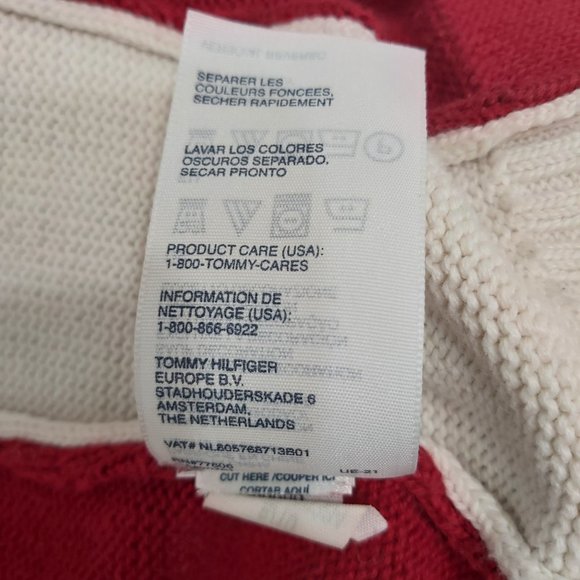 SEPARER LES
COULEURS FONCEES,
SECHER RAPIDEMENT
LAVAR LOS COLORES
OSCUROS SEPARADO.
SECAR PRONTO
PRODUCT CARE (USA):
1-800-TOMMY-CARES
INFORMATION DE
NETTOYAGE (USA):
1-800-866-6922
TOMMY HILFIGER
EUROPE B.V.
STADHOUDERSKADE 6
AMSTERDAM,
THE NETHERLANDS
VAT# NL805768713B01
CUT HERE /COUPER ICI
CORTAR AQUÍ